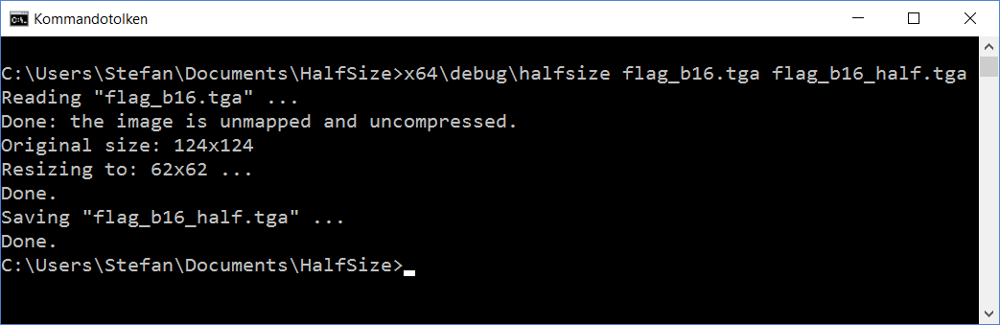 Kommandotolken
C:\Users\Stefan\Documents\HalfSize>x64\debug\halfsize flag_b16.tga flag_b16_half.tga
Reading "flag_b16.tga" ...
Done: the image is unmapped and uncompressed.
Original size: 124x124
Resizing to: 62x62 ...
Done.
Saving "flag_b16_half.tga" ...
Done.
C:\Users\Stefan\Documents\HalfSize>